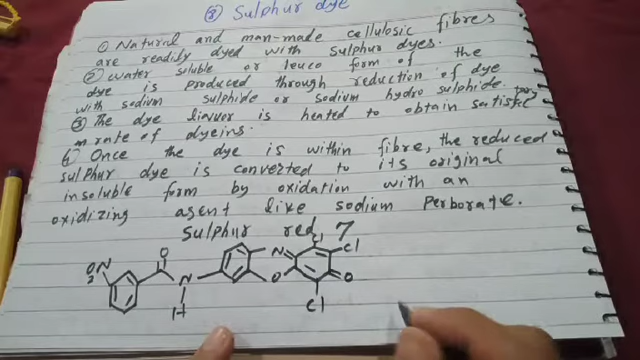 ⑧ Sulphur dye
① Natural and man-made cellulosic fibres
are readily dyed with Sulphur dyes.
② water soluble or leuco form of the
dye is produced through reduction of dye
with sodium sulphide or sodium hydro sulphide.
③ The dye liquor is heated to obtain satisfac tory
rate of dyeins.
④ Once the dye is within fibre, the reduced
sulphur dye is converted to its original
insoluble form by oxidation with an
oxidizing agent like sodium Perborate.
Sulphur red 7
O2N O N H N O Cl Cl O Cl